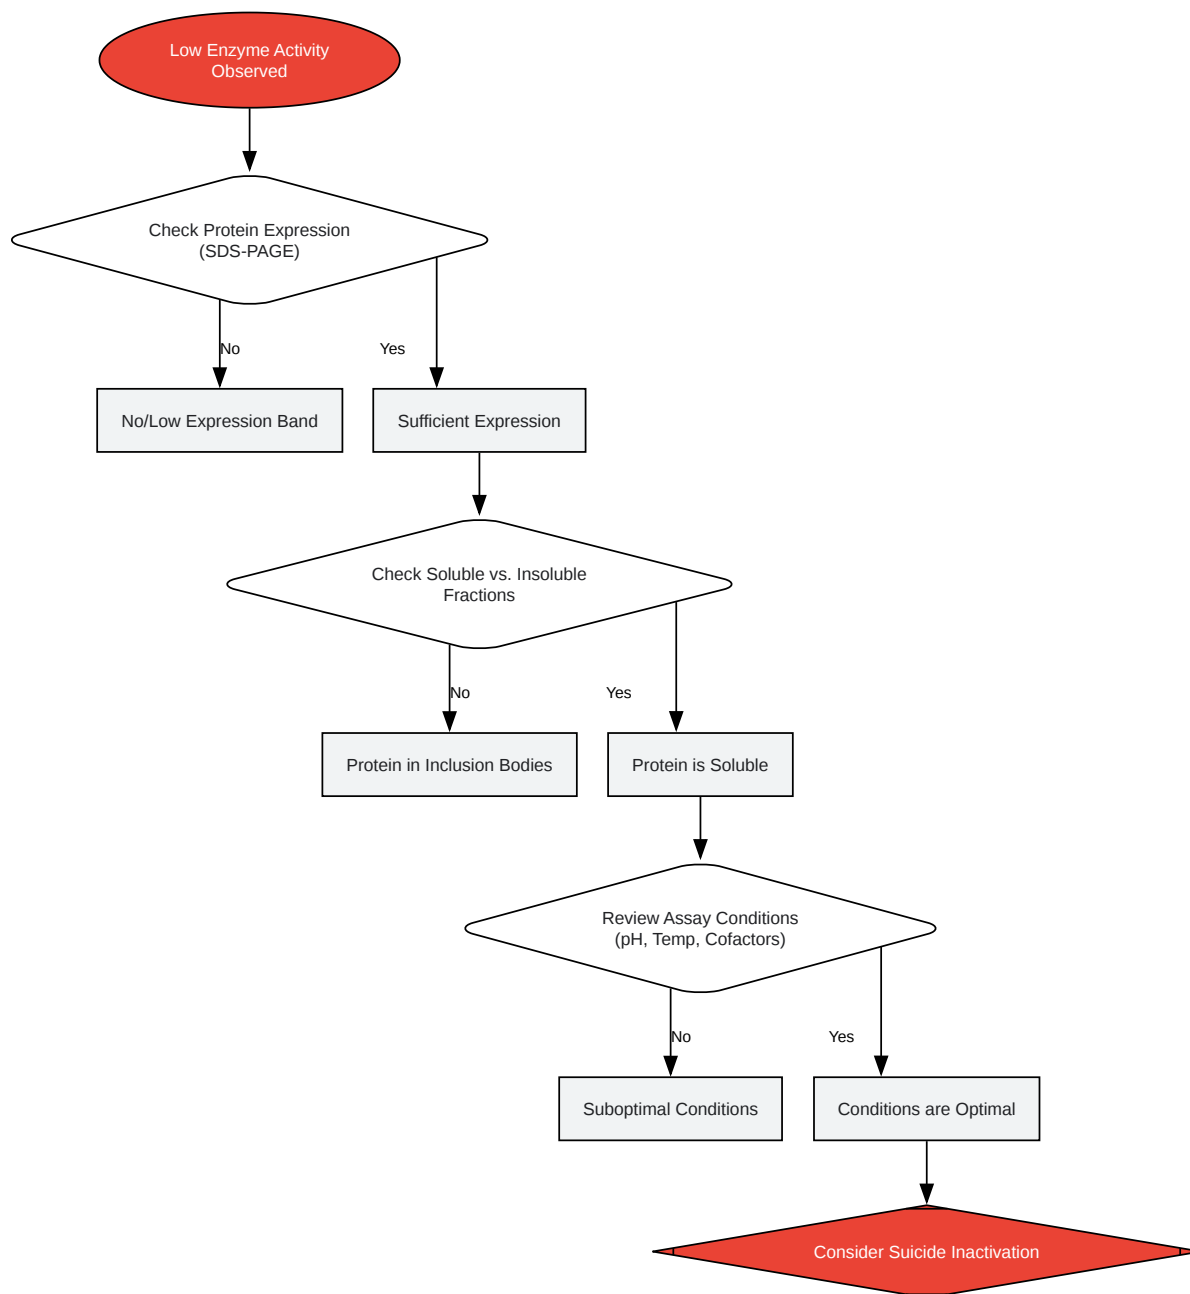 Low Enzyme Activity
Observed
Check Protein Expression
(SDS-PAGE)
No
Yes
No/Low Expression Band
Sufficient Expression
Check Soluble vs. Insoluble
Fractions
No
Yes
Protein in Inclusion Bodies
Protein is Soluble
Review Assay Conditions
(pH, Temp, Cofactors)
No
Yes
Suboptimal Conditions
Conditions are Optimal
Consider Suicide Inactivation